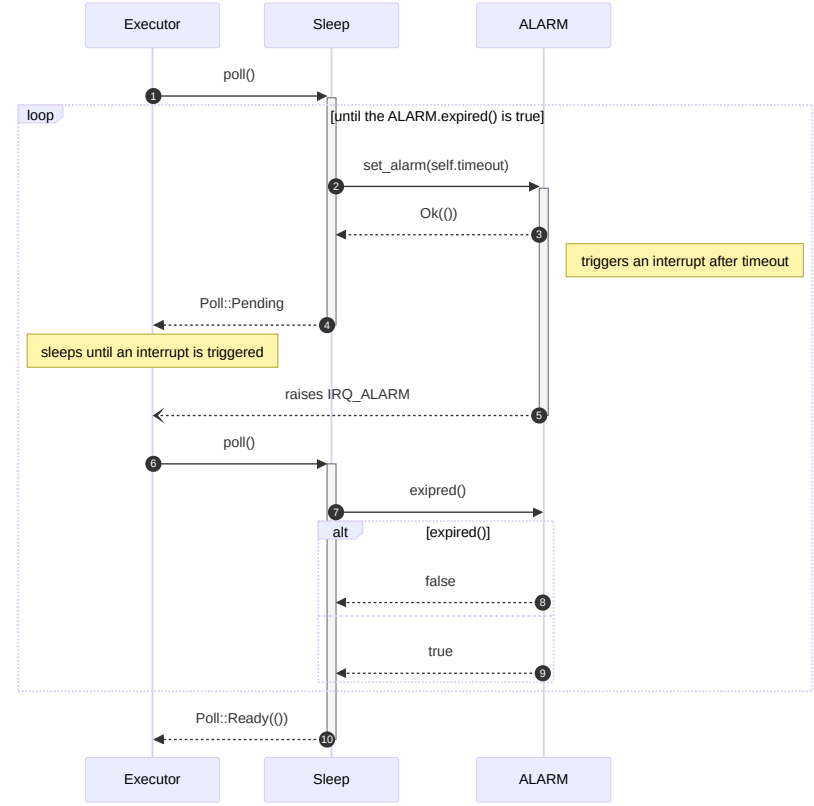 Executor
Sleep
ALARM
poll()
1
loop
[until the ALARM.expired() is true]
set_alarm(self.timeout)
2
Ok(())
3
triggers an interrupt after timeout
Poll::Pending
4
sleeps until an interrupt is triggered
raises IRQ_ALARM
5
poll()
6
exipred()
7
alt
[expired()]
false
8
true
9
Poll::Ready(())
10
Executor
Sleep
ALARM